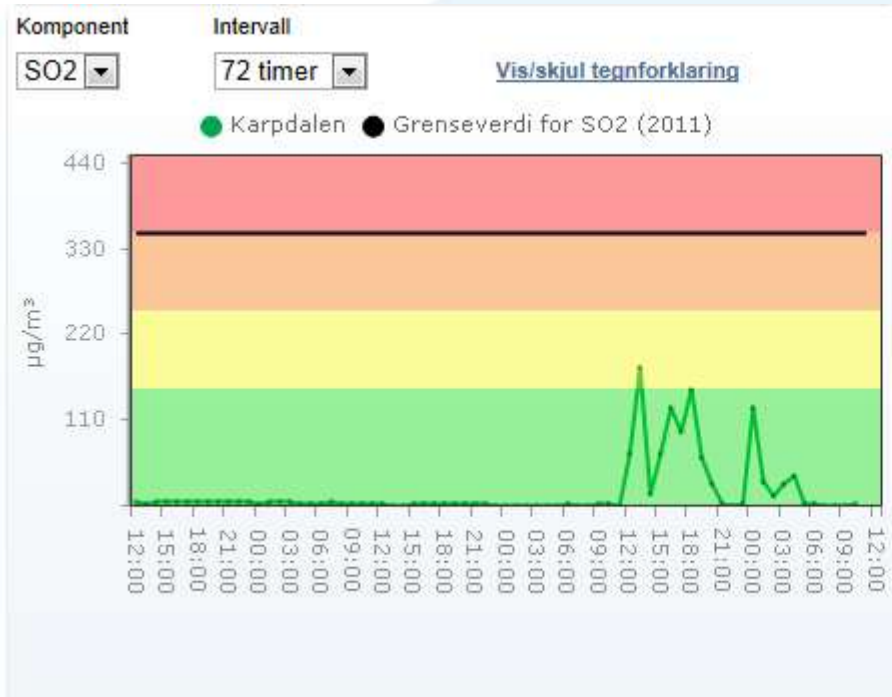 Komponent Intervall
SO2 72 timer Vis/skjul tegnforklaring
Karpdalen Grenseverdi for SO2 (2011)
440
330
220
110
µg/m³
12:00 15:00 18:00 21:00 00:00 03:00 06:00 09:00 12:00 15:00 18:00 21:00 00:00 03:00 06:00 09:00 12:00 15:00 18:00 21:00 00:00 03:00 06:00 09:00 12:00